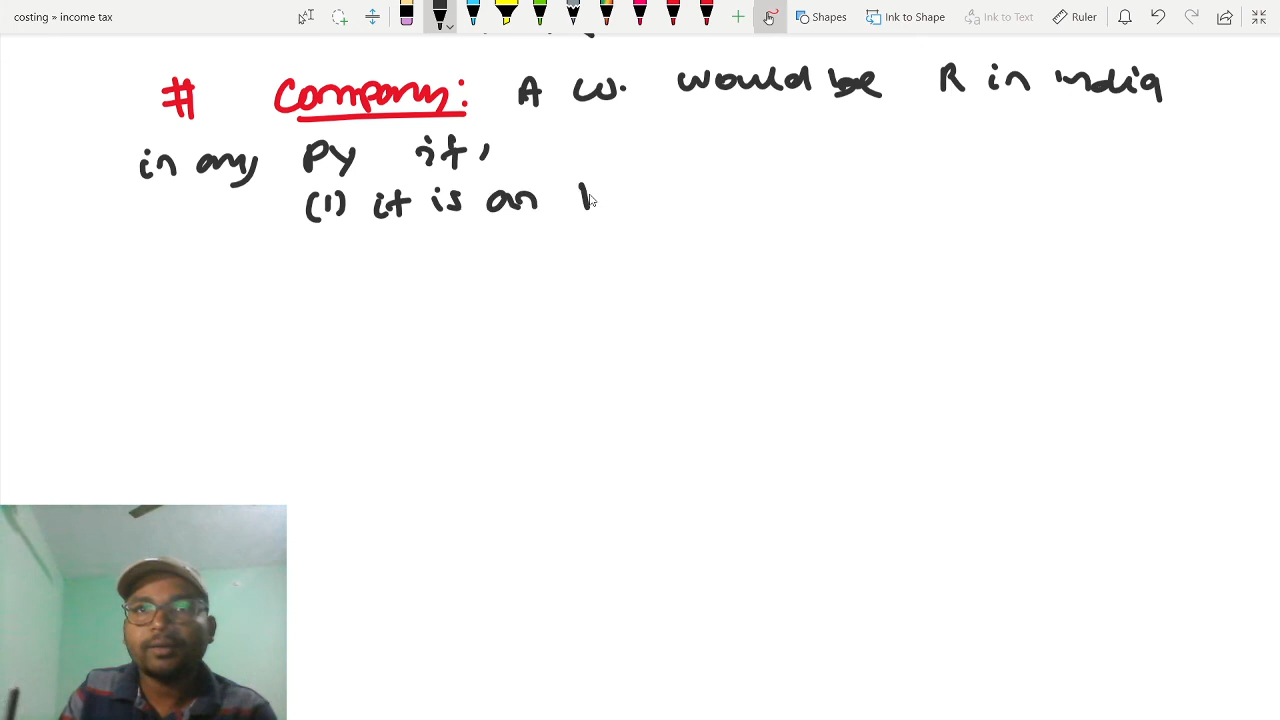 costing » income tax
Shapes Ink to Shape Ink to Text Ruler
# Company: A co. would be R in India
in any PY if,
(1) it is an I